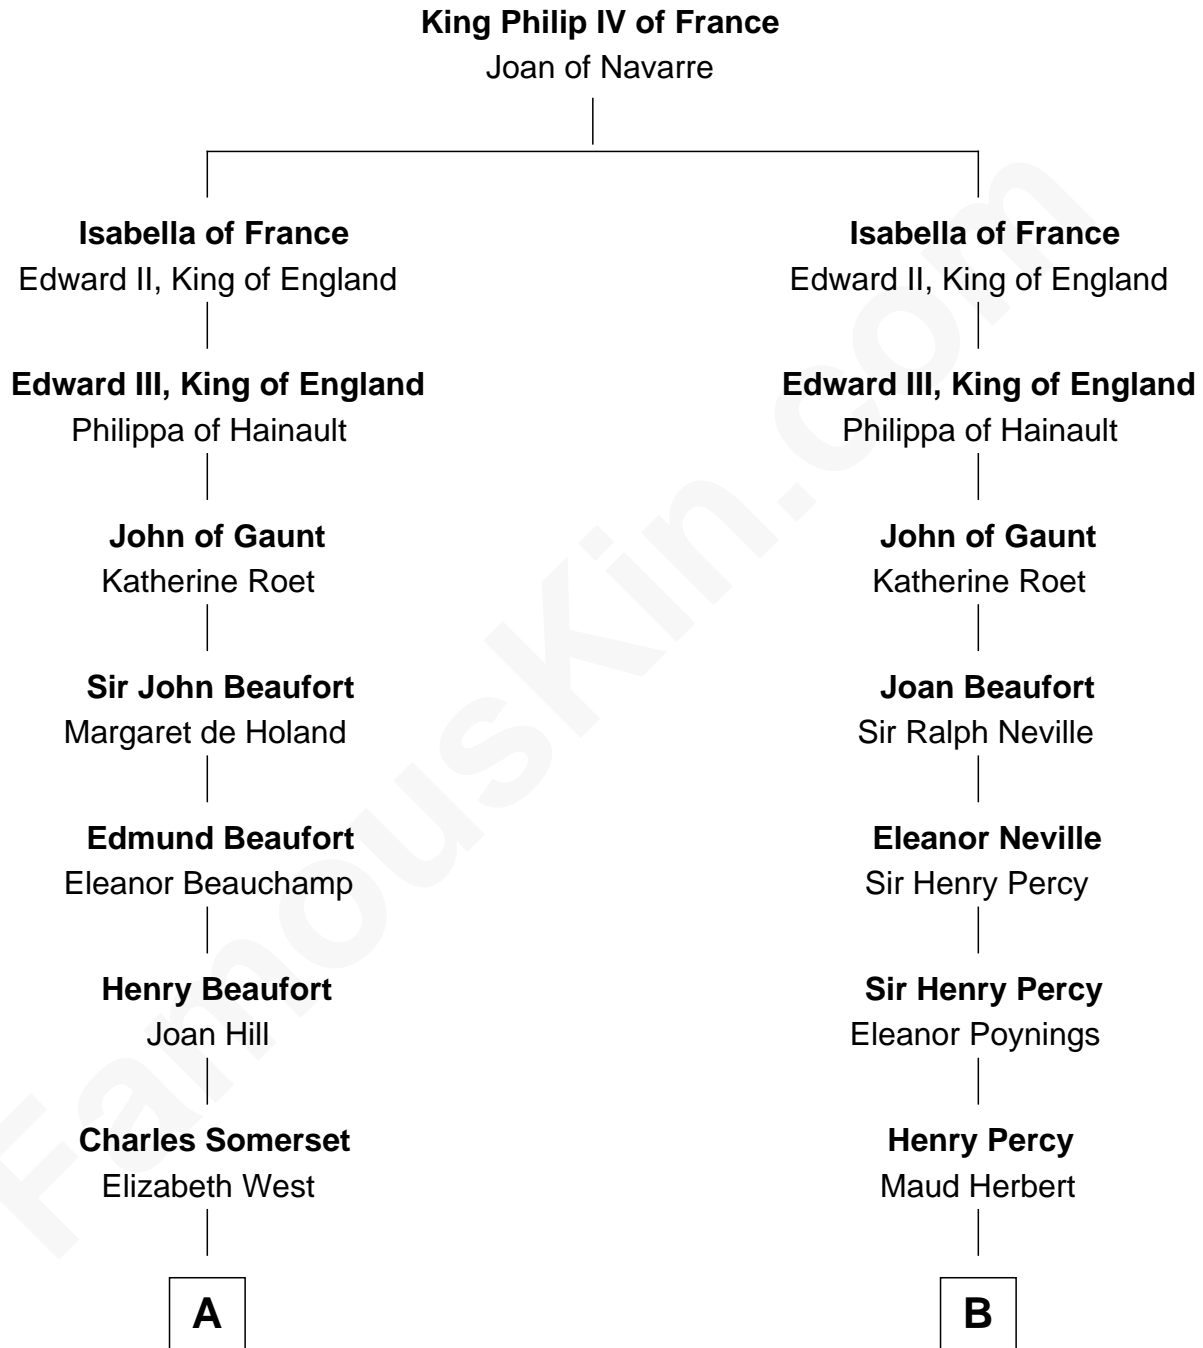 King Philip IV of France
Joan of Navarre
Isabella of France
Edward II, King of England
Isabella of France
Edward II, King of England
Edward III, King of England
Philippa of Hainault
Edward III, King of England
Philippa of Hainault
John of Gaunt
Katherine Roet
John of Gaunt
Katherine Roet
Sir John Beaufort
Margaret de Holand
Joan Beaufort
Sir Ralph Neville
Edmund Beaufort
Eleanor Beauchamp
Eleanor Neville
Sir Henry Percy
Henry Beaufort
Joan Hill
Sir Henry Percy
Eleanor Poynings
Charles Somerset
Elizabeth West
Henry Percy
Maud Herbert
A
B
FamousKin.com